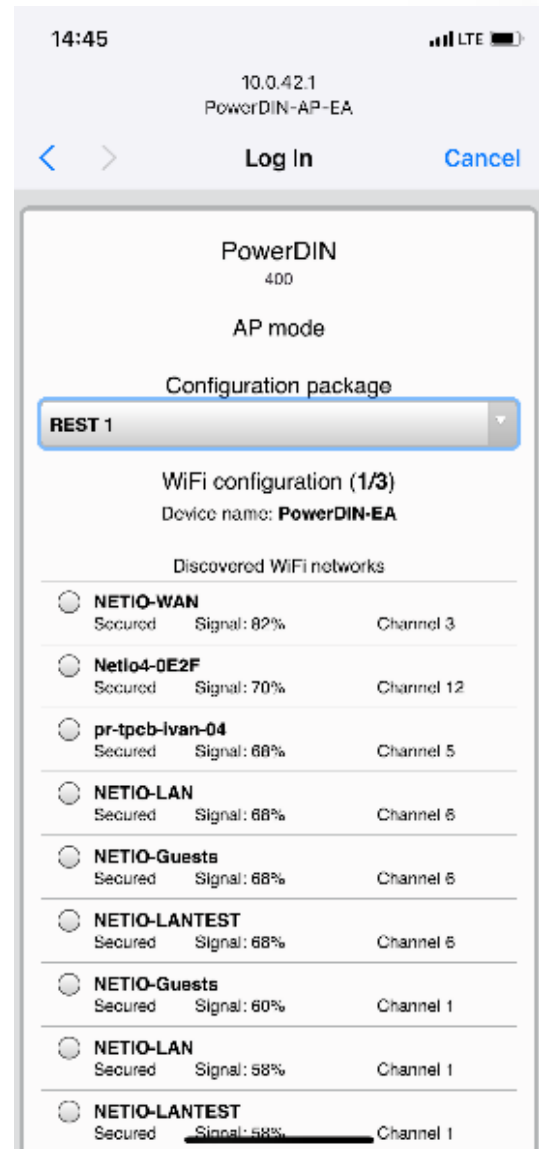 14:45 LTE
10.0.42.1
PowerDIN-AP-EA
Log In Cancel
PowerDIN
400
AP mode
Configuration package
REST 1
WiFi configuration (1/3)
Device name: PowerDIN-EA
Discovered WiFi networks
NETIO-WAN
Secured Signal: 82% Channel 3
Netio4-0E2F
Secured Signal: 70% Channel 12
pr-tpcb-ivan-04
Secured Signal: 68% Channel 5
NETIO-LAN
Secured Signal: 68% Channel 6
NETIO-Guests
Secured Signal: 68% Channel 6
NETIO-LANTEST
Secured Signal: 68% Channel 6
NETIO-Guests
Secured Signal: 60% Channel 1
NETIO-LAN
Secured Signal: 58% Channel 1
NETIO-LANTEST
Secured Signal: 58% Channel 1